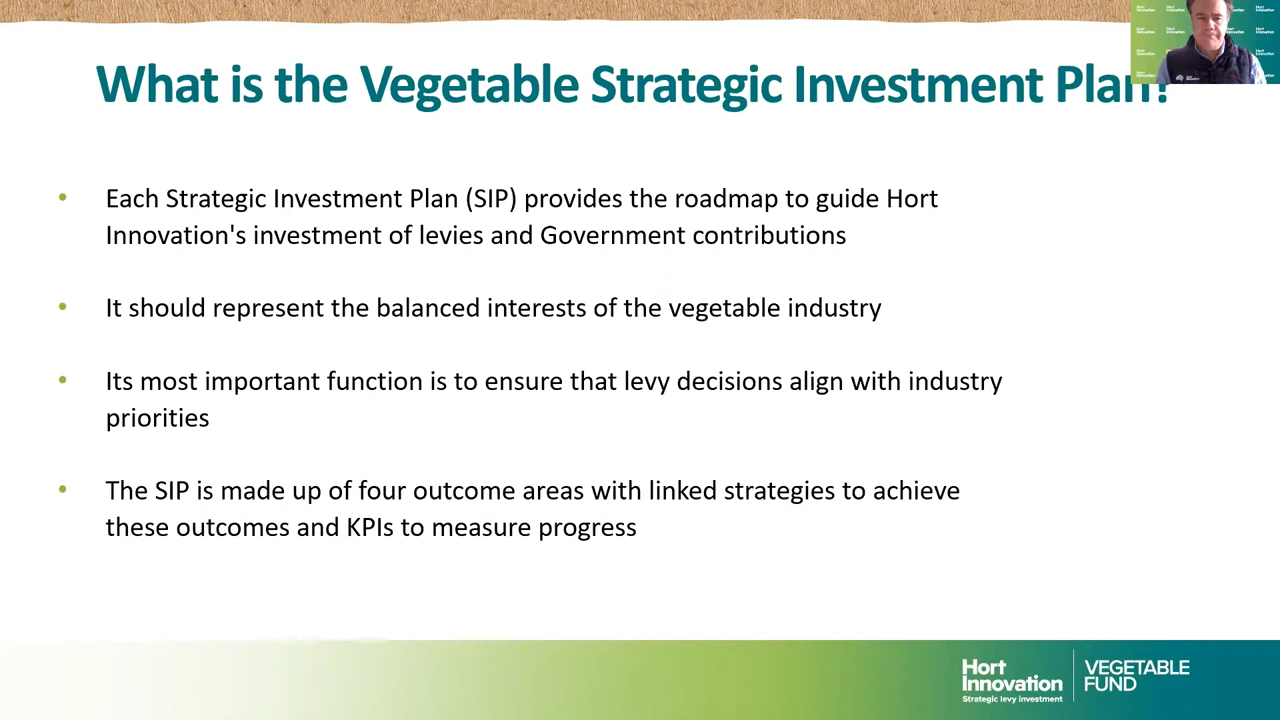 What is the Vegetable Strategic Investment Plan?
• Each Strategic Investment Plan (SIP) provides the roadmap to guide Hort
Innovation's investment of levies and Government contributions
• It should represent the balanced interests of the vegetable industry
• Its most important function is to ensure that levy decisions align with industry
priorities
• The SIP is made up of four outcome areas with linked strategies to achieve
these outcomes and KPIs to measure progress
Hort
Innovation
Strategic levy investment
VEGETABLE
FUND